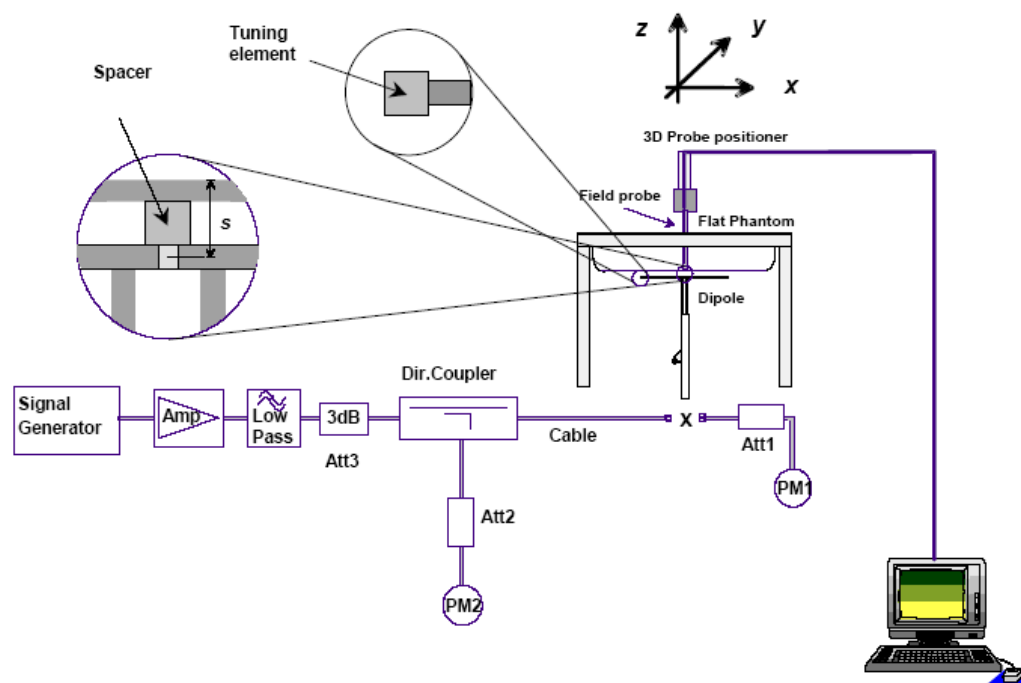 Tuning
element
Spacer
z
y
x
3D Probe positioner
Field probe
Flat Phantom
s
Dipole
Dir.Coupler
Signal
Generator
Amp
Low
Pass
3dB
Att3
Cable
X
Att1
PM1
Att2
PM2